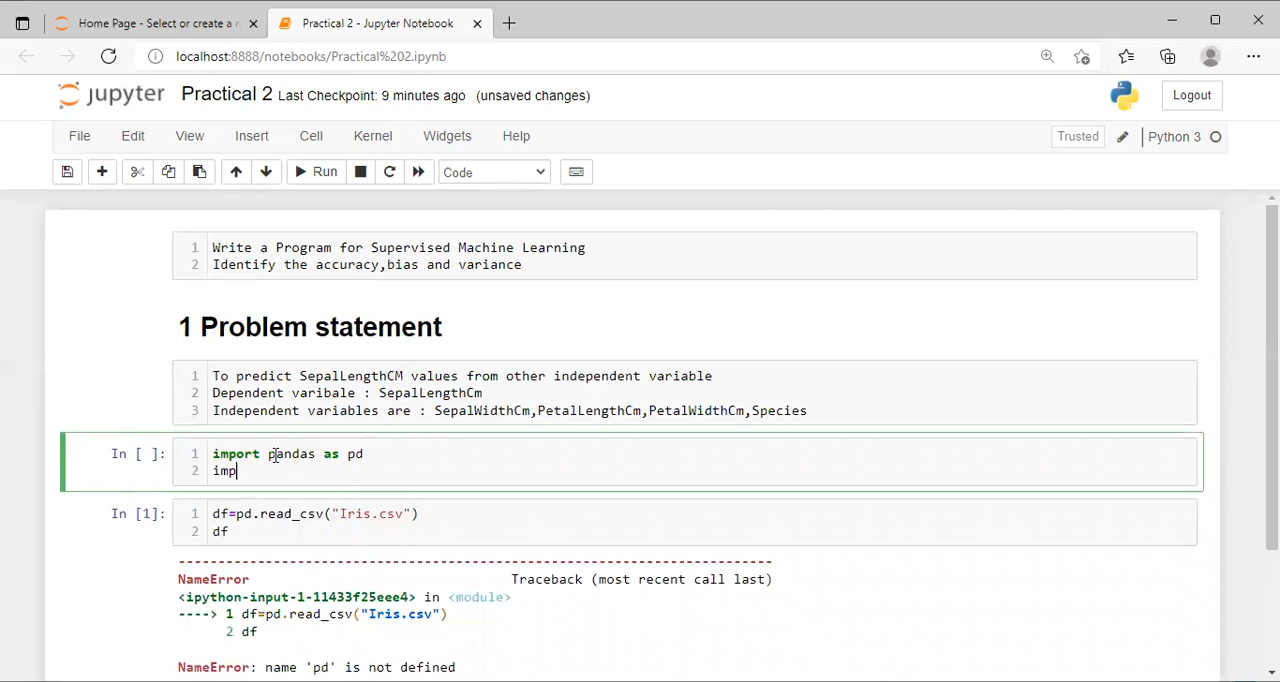 Home Page - Select or create a n
Practical 2 - Jupyter Notebook
localhost:8888/notebooks/Practical%202.ipynb
jupyter Practical 2 Last Checkpoint: 9 minutes ago (unsaved changes)
Logout
File Edit View Insert Cell Kernel Widgets Help
Trusted Python 3
Run Code
1 Write a Program for Supervised Machine Learning
2 Identify the accuracy,bias and variance
1 Problem statement
1 To predict SepalLengthCM values from other independent variable
2 Dependent varibale : SepalLengthCm
3 Independent variables are : SepalWidthCm,PetalLengthCm,PetalWidthCm,Species
In [ ]: 1 import pandas as pd
2 imp
In [1]: 1 df=pd.read_csv("Iris.csv")
2 df
---------------------------------------------------------------------------
NameError Traceback (most recent call last)
<ipython-input-1-11433f25eee4> in <module>
----> 1 df=pd.read_csv("Iris.csv")
2 df
NameError: name 'pd' is not defined